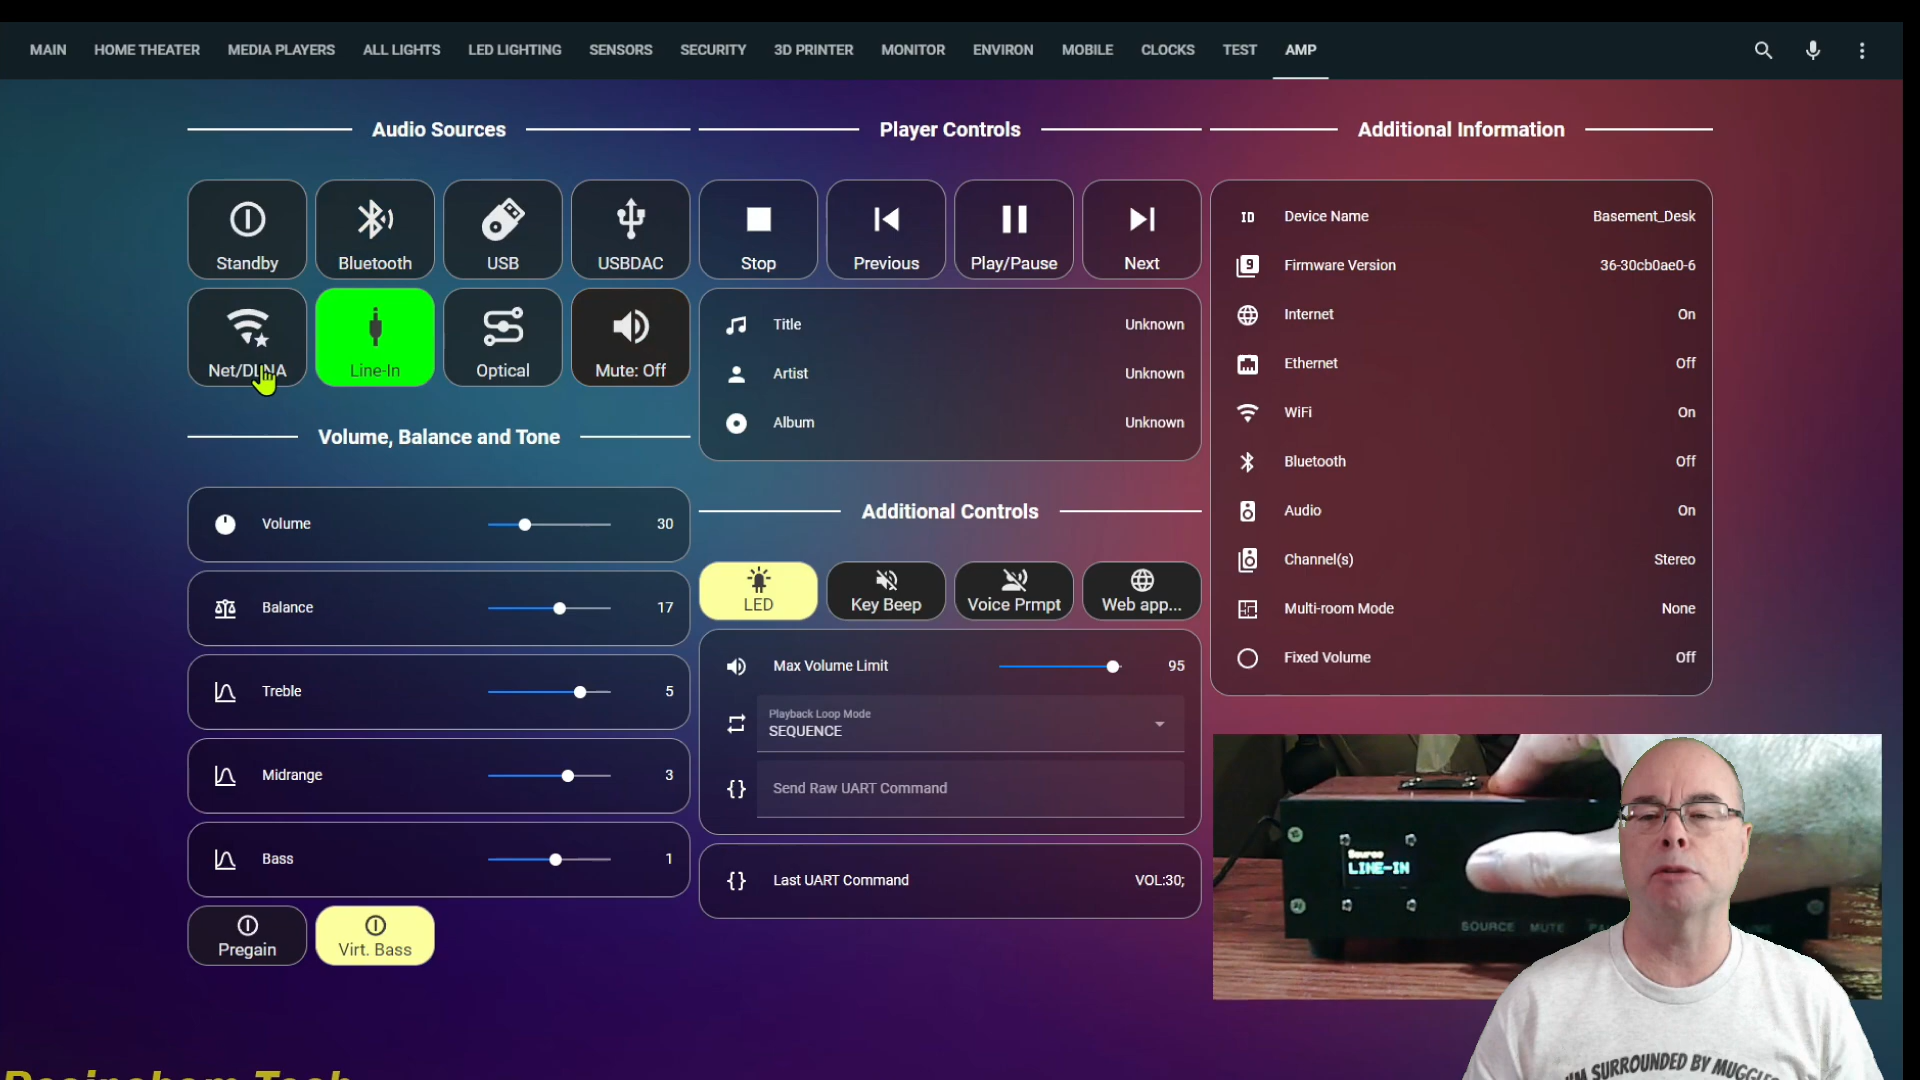 MAIN HOME THEATER MEDIA PLAYERS ALL LIGHTS LED LIGHTING SENSORS SECURITY 3D PRINTER MONITOR ENVIRON MOBILE CLOCKS TEST AMP
Audio Sources
Standby Bluetooth USB USBDAC
Net/DLNA Line-In Optical Mute: Off
Volume, Balance and Tone
Volume 30
Balance 17
Treble 5
Midrange 3
Bass 1
Pregain Virt. Bass
Player Controls
Stop Previous Play/Pause Next
Title Unknown
Artist Unknown
Album Unknown
Additional Controls
LED Key Beep Voice Prmpt Web app...
Max Volume Limit 95
Playback Loop Mode
SEQUENCE
Send Raw UART Command
Last UART Command VOL:30;
Additional Information
ID Device Name Basement_Desk
9 Firmware Version 36-30cb0ae0-6
Internet On
Ethernet Off
WiFi On
Bluetooth Off
Audio On
Channel(s) Stereo
Multi-room Mode None
Fixed Volume Off
Source
LINE-IN
SOURCE MUTE
SURROUNDED BY